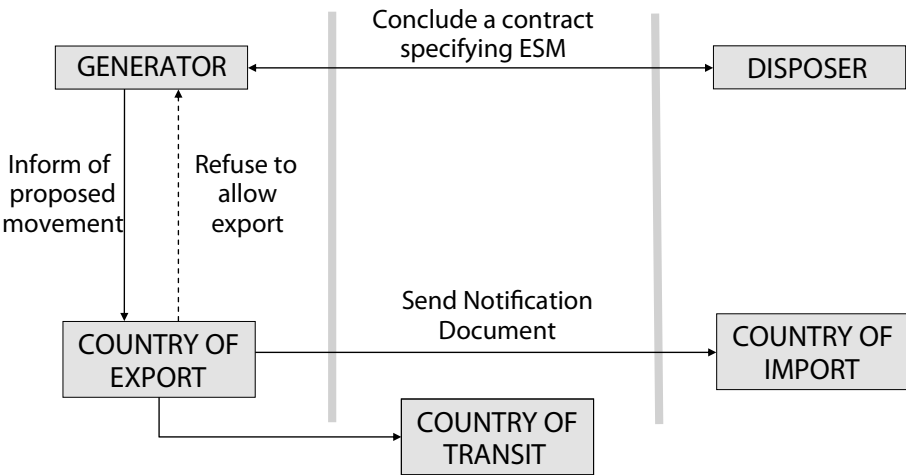 Conclude a contract
specifying ESM
GENERATOR
DISPOSER
Inform of
proposed
movement
Refuse to
allow
export
Send Notification
Document
COUNTRY OF
EXPORT
COUNTRY OF
IMPORT
COUNTRY OF
TRANSIT